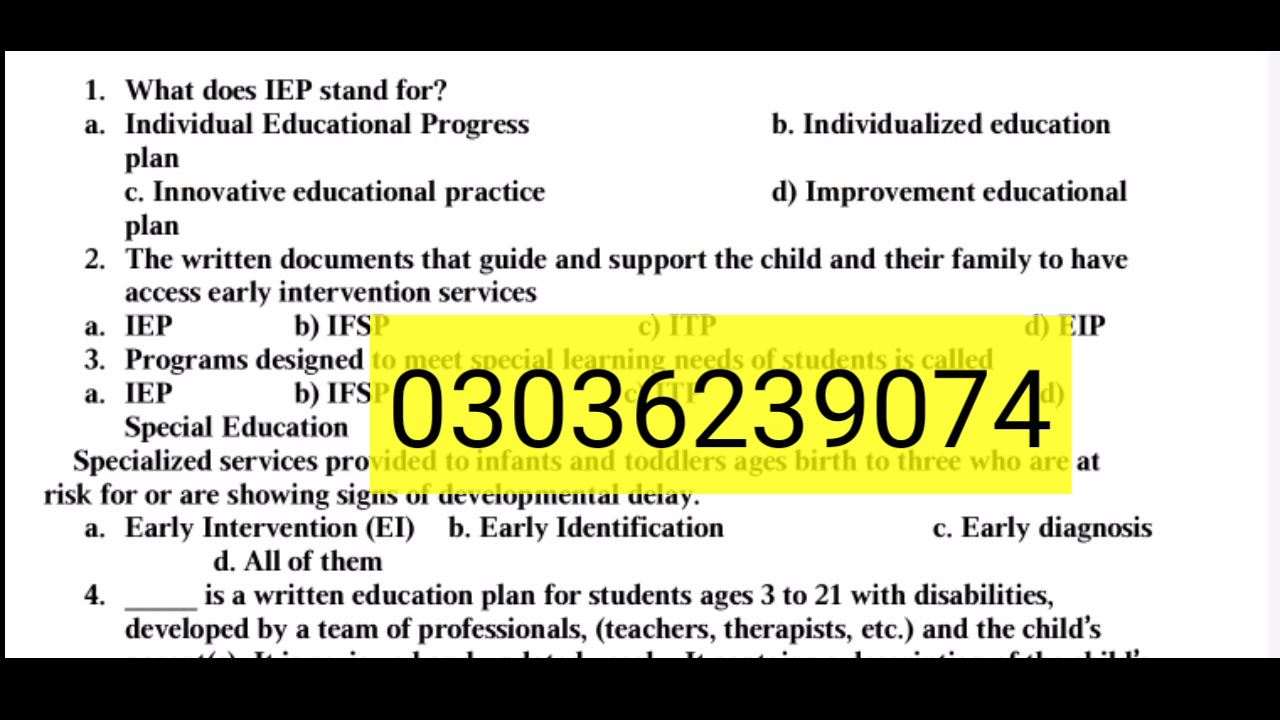 1. What does IEP stand for?
a. Individual Educational Progress b. Individualized education
plan
c. Innovative educational practice d) Improvement educational
plan
2. The written documents that guide and support the child and their family to have
access early intervention services
a. IEP b) IFSP c) ITP d) EIP
3. Programs designed to meet special learning needs of students is called
a. IEP b) IFSP c) ITP d)
03036239074
Special Education
Specialized services provided to infants and toddlers ages birth to three who are at
risk for or are showing signs of developmental delay.
a. Early Intervention (EI) b. Early Identification c. Early diagnosis
d. All of them
4. _____ is a written education plan for students ages 3 to 21 with disabilities,
developed by a team of professionals, (teachers, therapists, etc.) and the child's